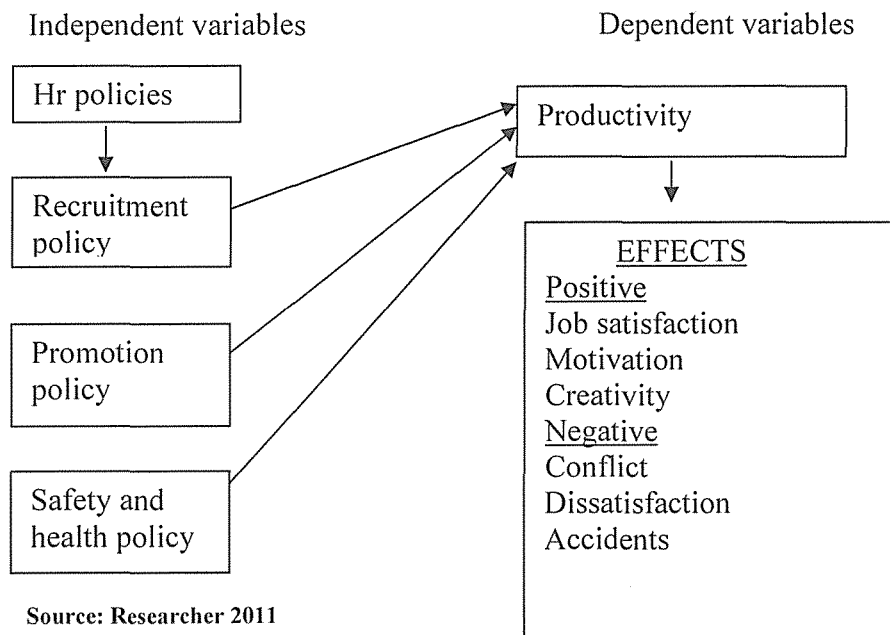 Independent variables
Dependent variables
Hr policies
Productivity
Recruitment
policy
Promotion
policy
Safety and
health policy
EFFECTS
Positive
Job satisfaction
Motivation
Creativity
Negative
Conflict
Dissatisfaction
Accidents
Source: Researcher 2011